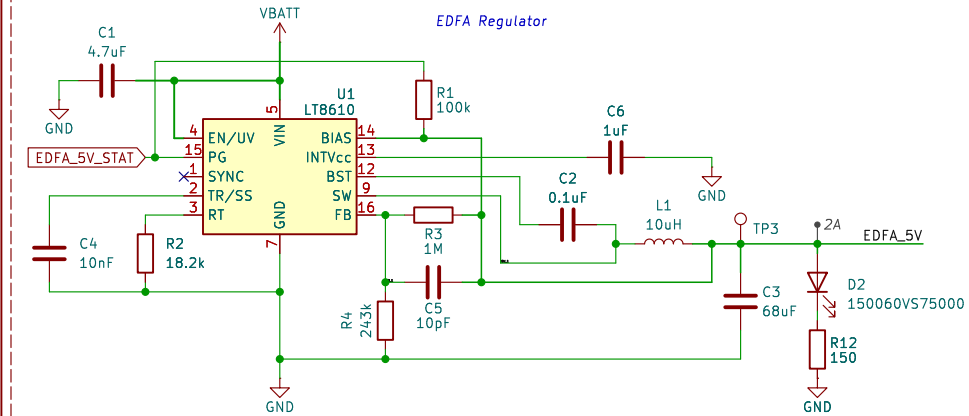 VBATT
EDFA Regulator
C1
4.7uF
GND
U1
LT8610
R1
100k
5
VIN
4
EN/UV
15
PG
1
SYNC
2
TR/SS
3
RT
BIAS
14
INTVcc
13
BST
12
SW
9
FB
16
GND
7
EDFA_5V_STAT
C6
1uF
GND
C2
0.1uF
L1
10uH
TP3
2A
EDFA_5V
C4
10nF
R2
18.2k
R3
1M
C5
10pF
R4
243k
C3
68uF
D2
150060VS75000
R12
150
GND
GND